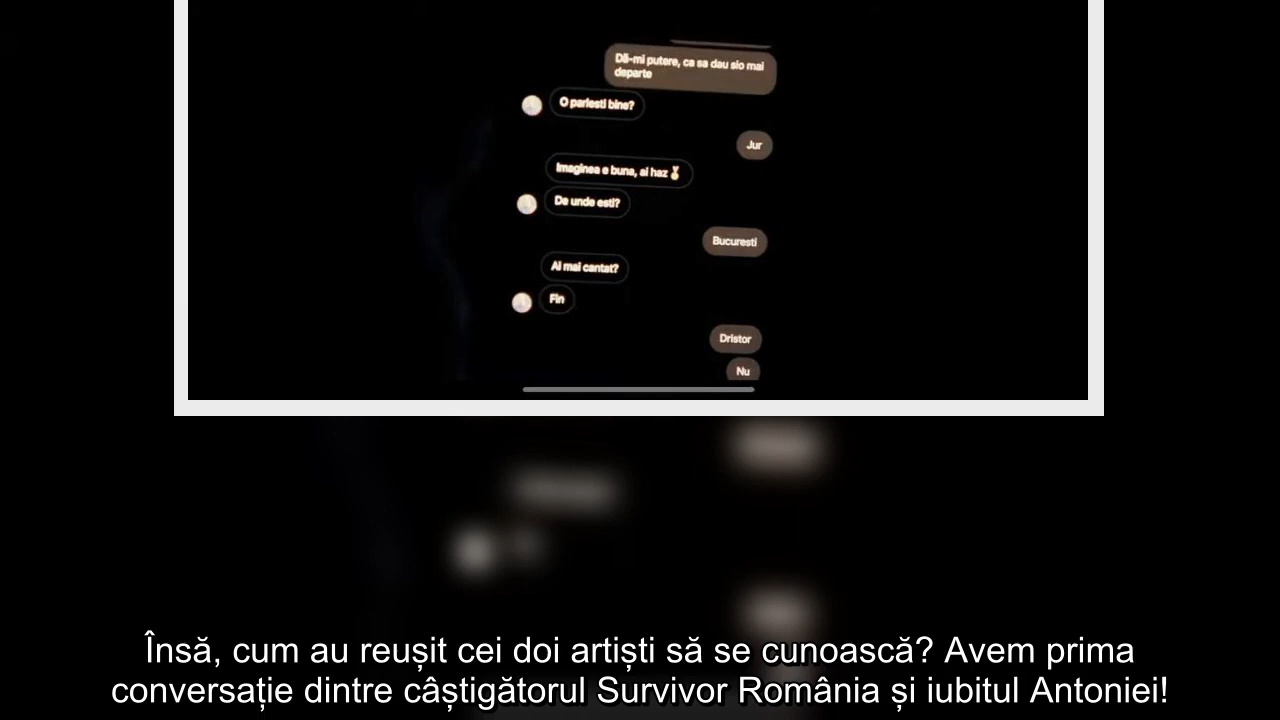 Dă-mi putere, ca sa dau slo mai
departe
O parlesti bine?
Jur
Imaginea e buna, ai haz🏅
De unde esti?
Bucuresti
Ai mai cantat?
Fin
Dristor
Nu
Însă, cum au reușit cei doi artiști să se cunoască? Avem prima
conversație dintre câștigătorul Survivor România și iubitul Antoniei!